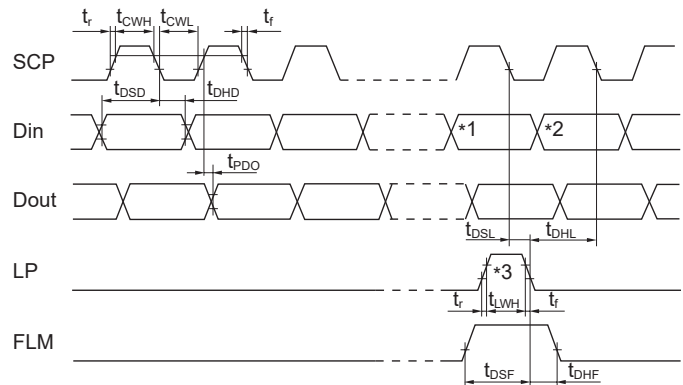 tr tCWH tCWL tf
SCP
tDSD tDHD
Din *1 *2
tPDO
Dout
tDSL tDHL
LP *3
tr tLWH tf
FLM
tDSF tDHF